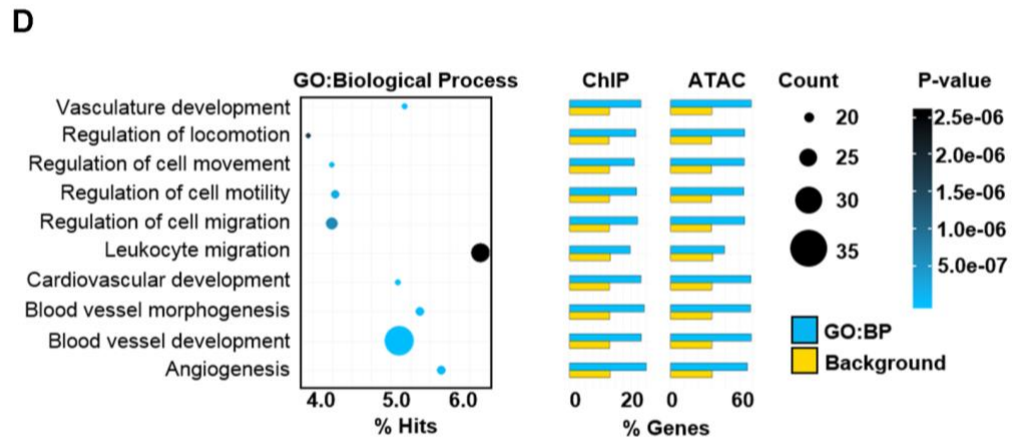 D
GO:Biological Process
ChIP
ATAC
Count
P-value
Vasculature development
Regulation of locomotion
Regulation of cell movement
Regulation of cell motility
Regulation of cell migration
Leukocyte migration
Cardiovascular development
Blood vessel morphogenesis
Blood vessel development
Angiogenesis
4.0 5.0 6.0
% Hits
0 20 0 60
% Genes
20
25
30
35
2.5e-06
2.0e-06
1.5e-06
1.0e-06
5.0e-07
GO:BP
Background